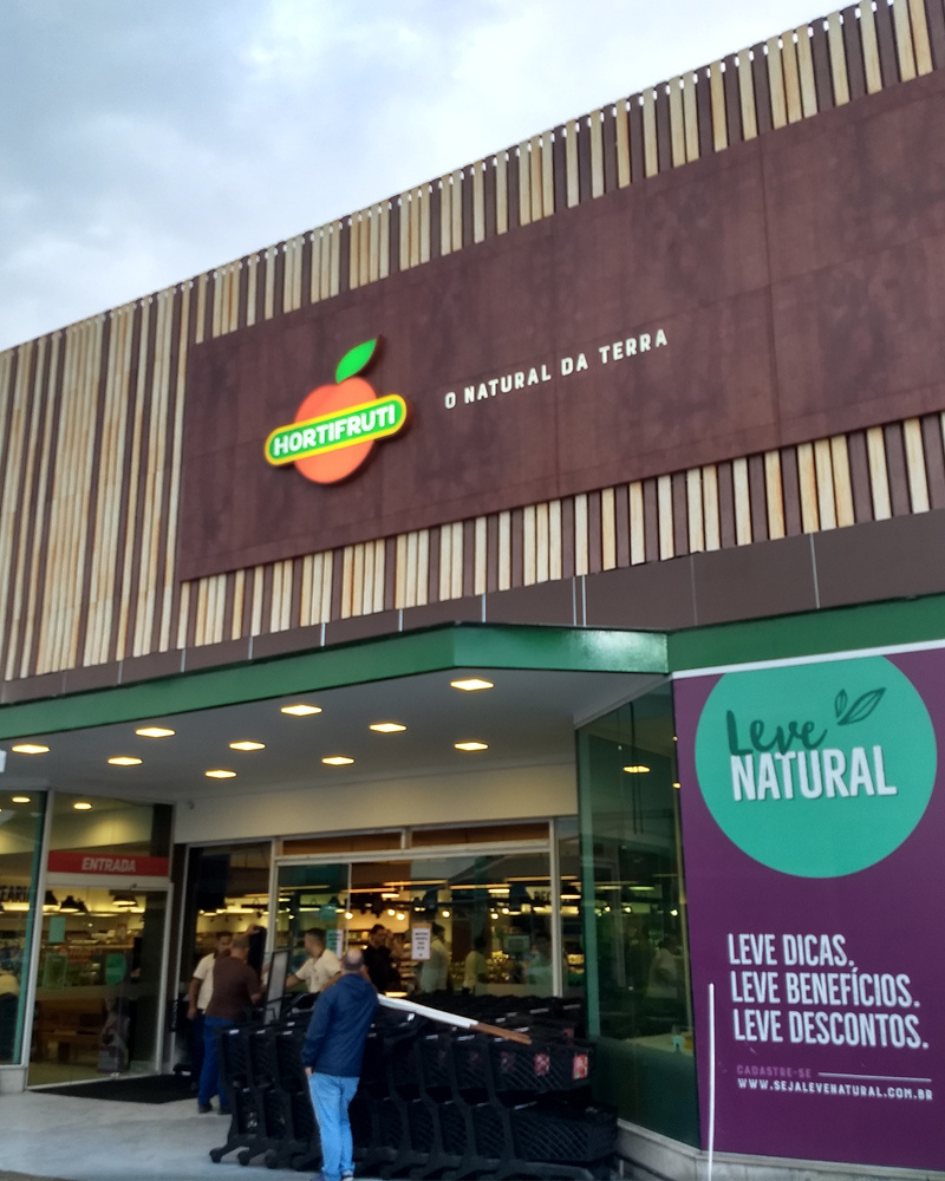 HORTIFRUTI
O NATURAL DA TERRA
Leve
NATURAL
ENTRADA
LEVE DICAS.
LEVE BENEFÍCIOS.
LEVE DESCONTOS.
CADASTRE-SE
WWW.SEJALEVENATURAL.COM.BR